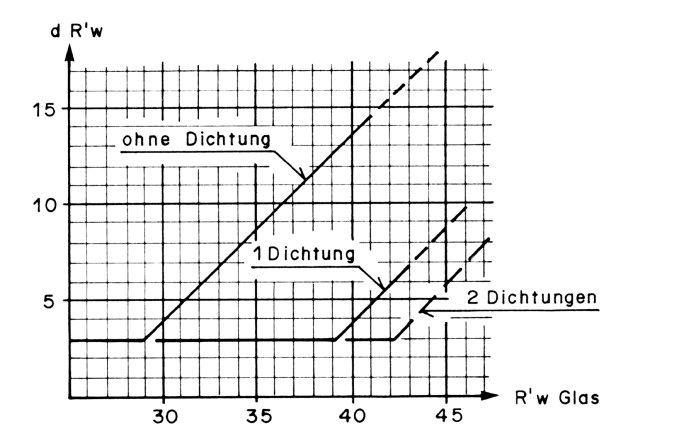 d R'w
15
ohne Dichtung
10
1 Dichtung
5
2 Dichtungen
30 35 40 45
R'w Glas